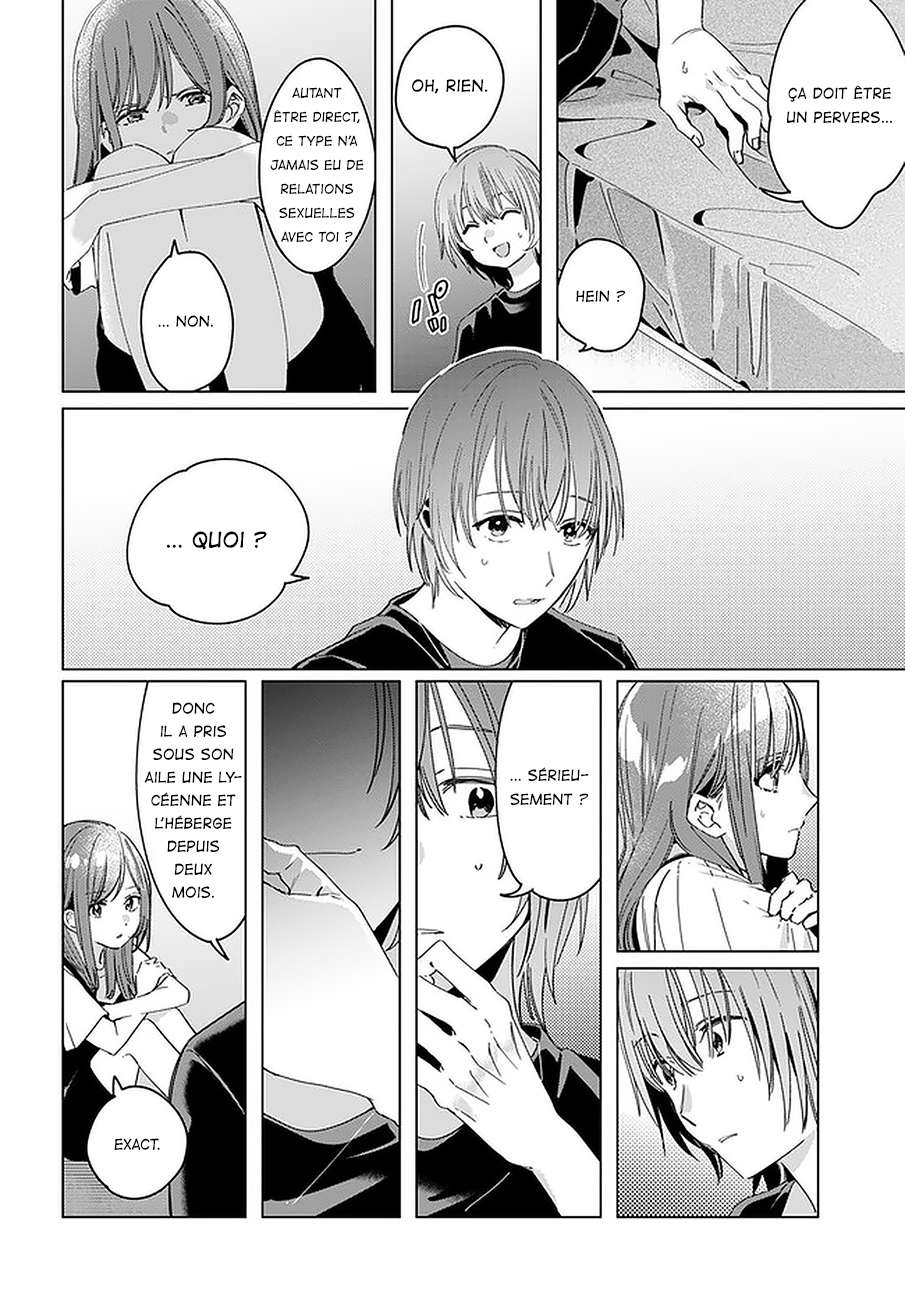 ÇA DOIT ÊTRE
UN PERVERS...
HEIN ?
OH, RIEN.
パッ
AUTANT
ÊTRE DIRECT,
CE TYPE N'A
JAMAIS EU DE
RELATIONS
SEXUELLES
AVEC TOI ?
... NON.
... QUOI ?
... SÉRIEU-
SEMENT ?
DONC
IL A PRIS
SOUS SON
AILE UNE LY-
CÉENNE ET
L'HÉBERGE
DEPUIS
DEUX
MOIS.
EXACT.